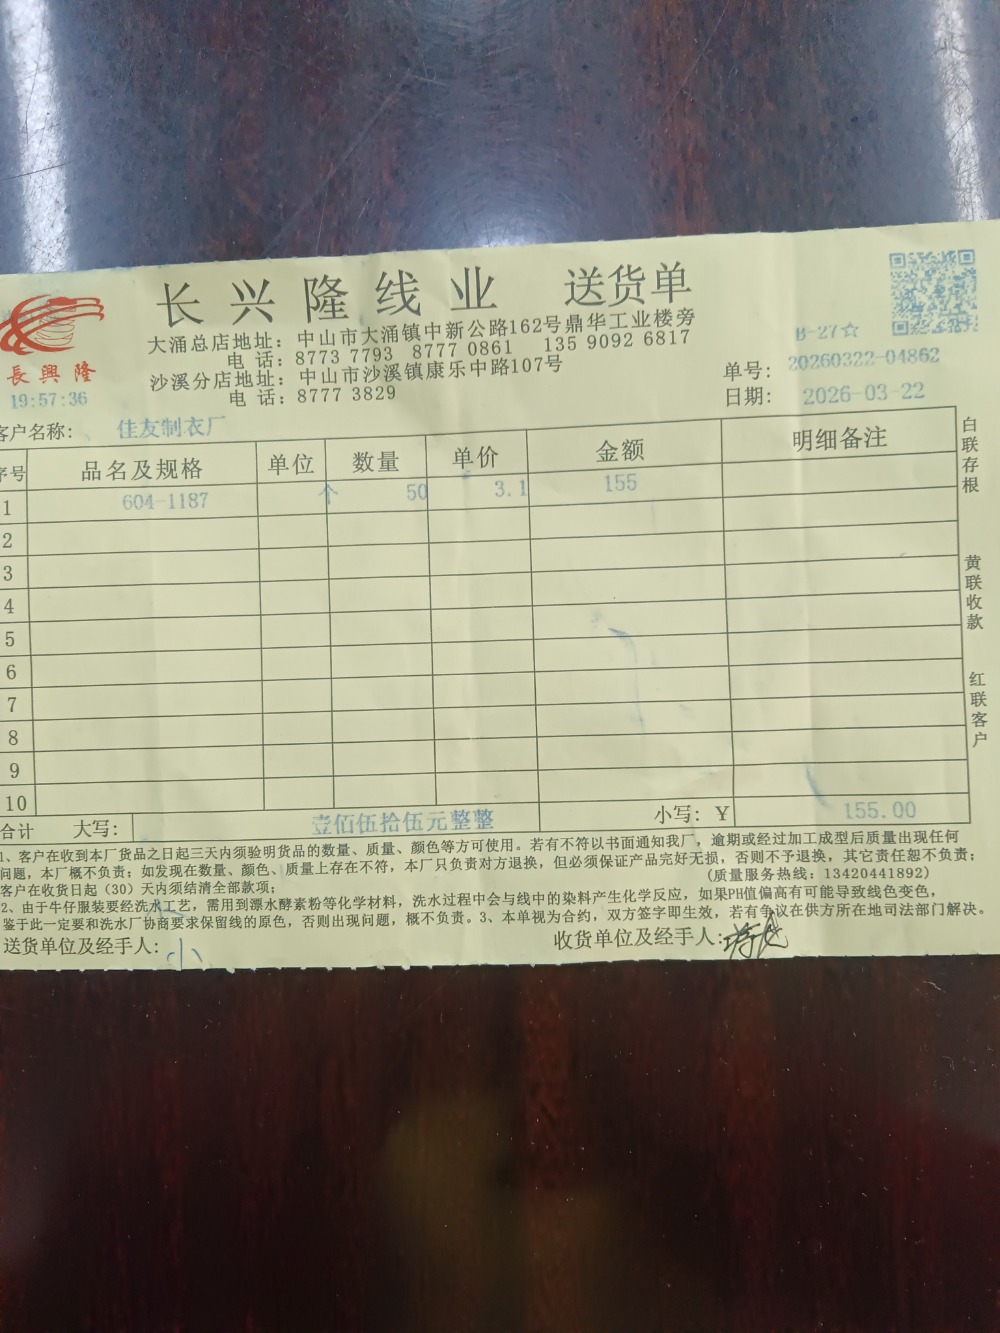 长兴隆线业 送货单
大涌总店地址：中山市大涌镇中新公路162号鼎华工业楼旁
电 话：8773 7793 8777 0861 135 9092 6817
沙溪分店地址：中山市沙溪镇康乐中路107号
电 话：8777 3829
長興隆
19:57:36
B-27☆
单号：20260322-04862
日期：2026-03-22
客户名称：佳友制衣厂
序号 品名及规格 单位 数量 单价 金额 明细备注
1 604-1187 个 50 3.1 155
2
3
4
5
6
7
8
9
10
合计 大写：壹佰伍拾伍元整整 小写：￥ 155.00
白联存根
黄联收款
红联客户
1、客户在收到本厂货品之日起三天内须验明货品的数量、质量、颜色等方可使用。若有不符以书面通知我厂，逾期或经过加工成型后质量出现任何
问题，本厂概不负责；如发现在数量、颜色、质量上存在不符，本厂只负责对方退换，但必须保证产品完好无损，否则不予退换，其它责任恕不负责；
客户在收货日起（30）天内须结清全部款项； (质量服务热线：13420441892)
2、由于牛仔服装要经洗水工艺，需用到漂水酵素粉等化学材料，洗水过程中会与线中的染料产生化学反应，如果PH值偏高有可能导致线色变色，
鉴于此一定要和洗水厂协商要求保留线的原色，否则出现问题，概不负责。3、本单视为合约，双方签字即生效，若有争议在供方所在地司法部门解决。
送货单位及经手人：小 收货单位及经手人：